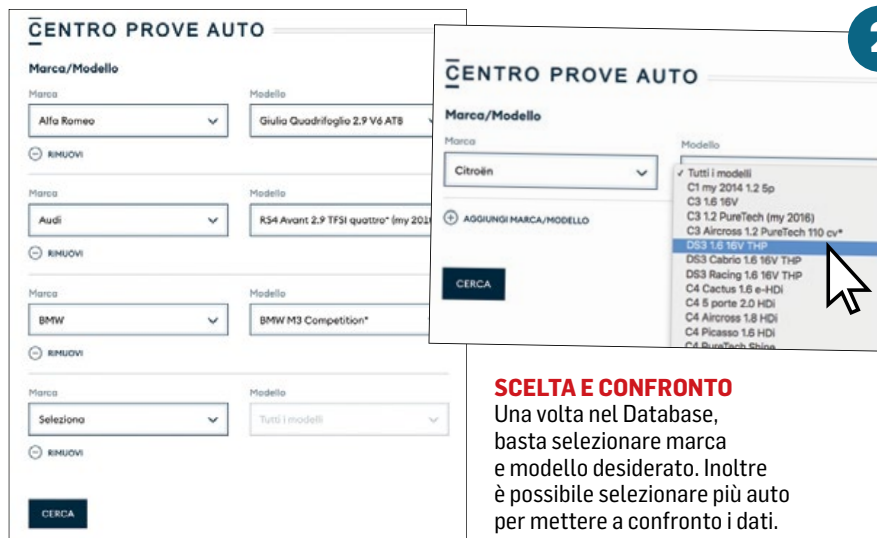 CENTRO PROVE AUTO
Marca/Modello
Marca Modello
Alfa Romeo Giulia Quadrifoglio 2.9 V6 AT8
RIMUOVI
Marca Modello
Audi RS4 Avant 2.9 TFSI quattro* (my
RIMUOVI
Marca Modello
BMW BMW M3 Competition*
RIMUOVI
Marca Modello
Seleziona Tutti i modelli
RIMUOVI
CERCA
2
CENTRO PROVE AUTO
Marca/Modello
Marca Modello
Citroën
AGGIUNGI MARCA/MODELLO
CERCA
✓ Tutti i modelli
C1 my 2014 1.2 5p
C3 1.6 16V
C3 1.2 PureTech (my 2016)
C3 Aircross 1.2 PureTech 110 cv*
DS3 1.6 16V THP
DS3 Cabrio 1.6 16V THP
DS3 Racing 1.6 16V THP
C4 Cactus 1.6 e-HDi
C4 5 porte 2.0 HDi
C4 Aircross 1.8 HDi
C4 Picasso 1.6 HDi
C4 PureTech Shine
SCELTA E CONFRONTO
Una volta nel Database,
basta selezionare marca
e modello desiderato. Inoltre
è possibile selezionare più auto
per mettere a confronto i dati.